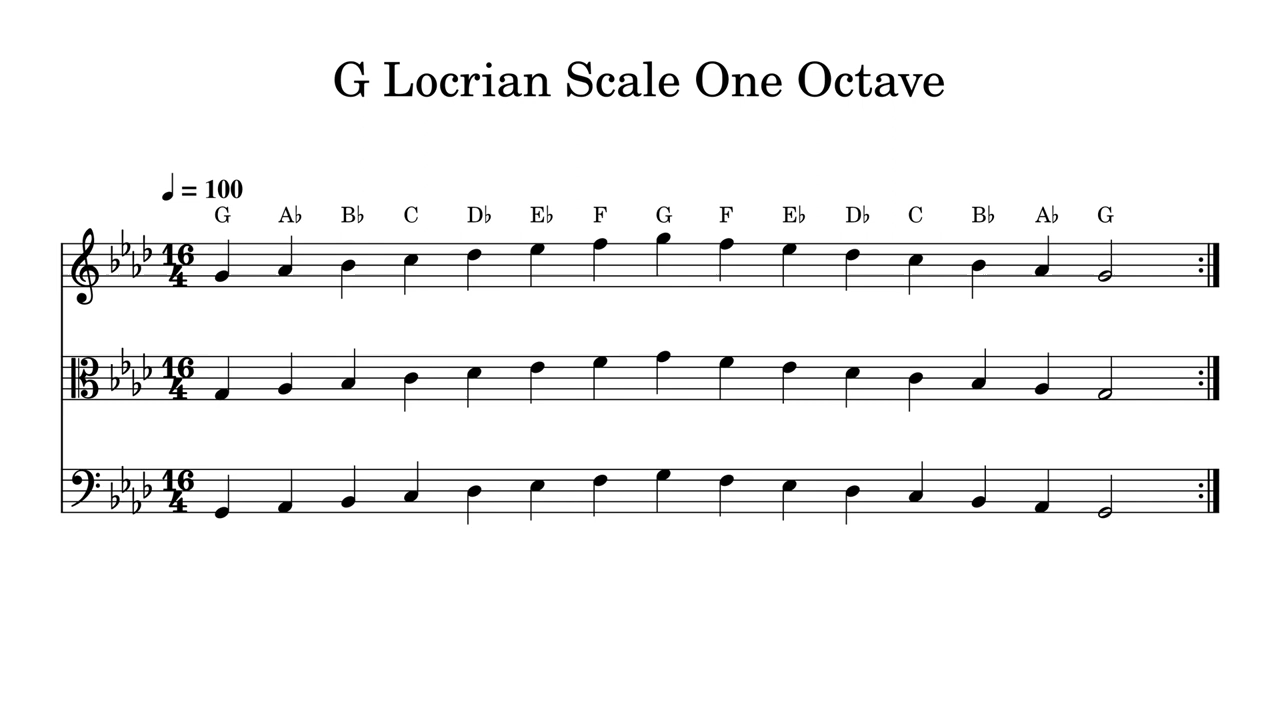 G Locrian Scale One Octave
♩ = 100
G A♭ B♭ C D♭ E♭ F G F E♭ D♭ C B♭ A♭ G
16
4
16
4
16
4